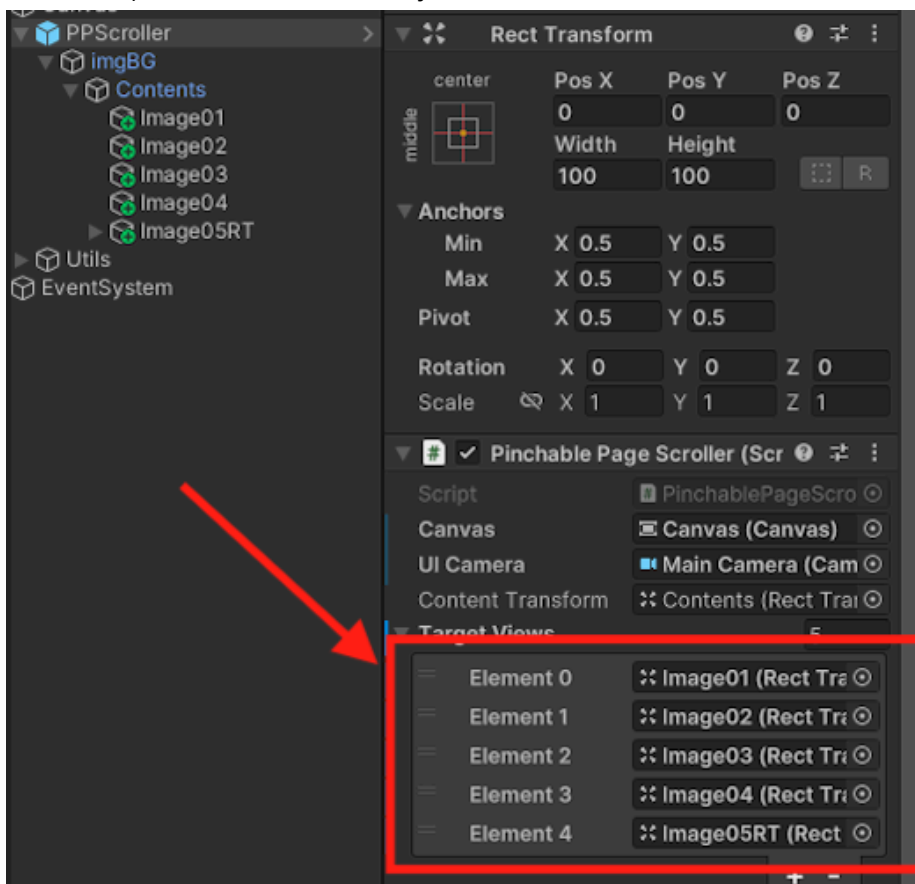 PPScroller
imgBG
Contents
Image01
Image02
Image03
Image04
Image05RT
Utils
EventSystem
Rect Transform
center
middle
Pos X Pos Y Pos Z
0 0 0
Width Height
100 100
R
Anchors
Min X 0.5 Y 0.5
Max X 0.5 Y 0.5
Pivot X 0.5 Y 0.5
Rotation X 0 Y 0 Z 0
Scale X 1 Y 1 Z 1
# Pinchable Page Scroller (Scr
Script # PinchablePageScro
Canvas Canvas (Canvas)
UI Camera Main Camera (Cam
Content Transform Contents (Rect Trai
Target Views 5
Element 0 Image01 (Rect Tra
Element 1 Image02 (Rect Tra
Element 2 Image03 (Rect Tra
Element 3 Image04 (Rect Tra
Element 4 Image05RT (Rect
+ -